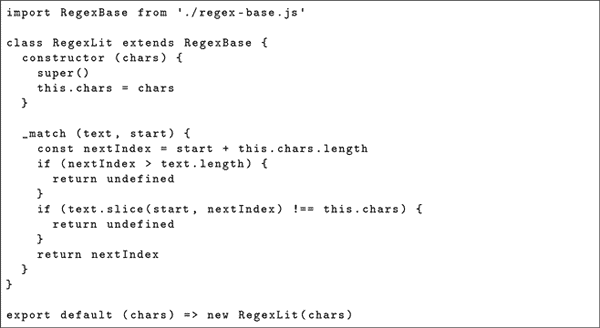 import RegexBase from './regex-base.js'

class RegexLit extends RegexBase {
  constructor (chars) {
    super()
    this.chars = chars
  }

  _match (text, start) {
    const nextIndex = start + this.chars.length
    if (nextIndex > text.length) {
      return undefined
    }
    if (text.slice(start, nextIndex) !== this.chars) {
      return undefined
    }
    return nextIndex
  }
}

export default (chars) => new RegexLit(chars)